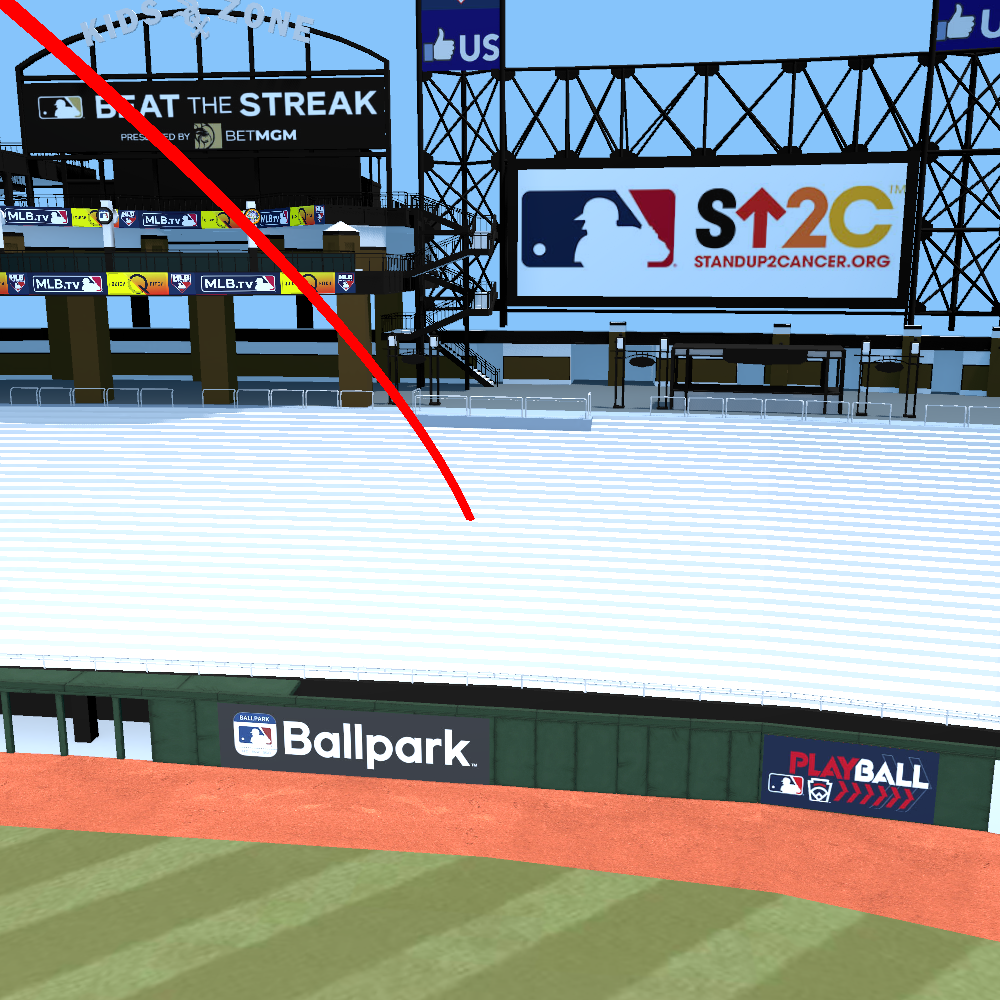 KIDS ZONE
US
US
BEAT THE STREAK
PRESENTED BY BETMGM
S↑2C™
STANDUP2CANCER.ORG
MLB.TV
MLB.TV
MLB.TV
MLB.TV
MLB.TV
BALLPARK
Ballpark™
PLAYBALL